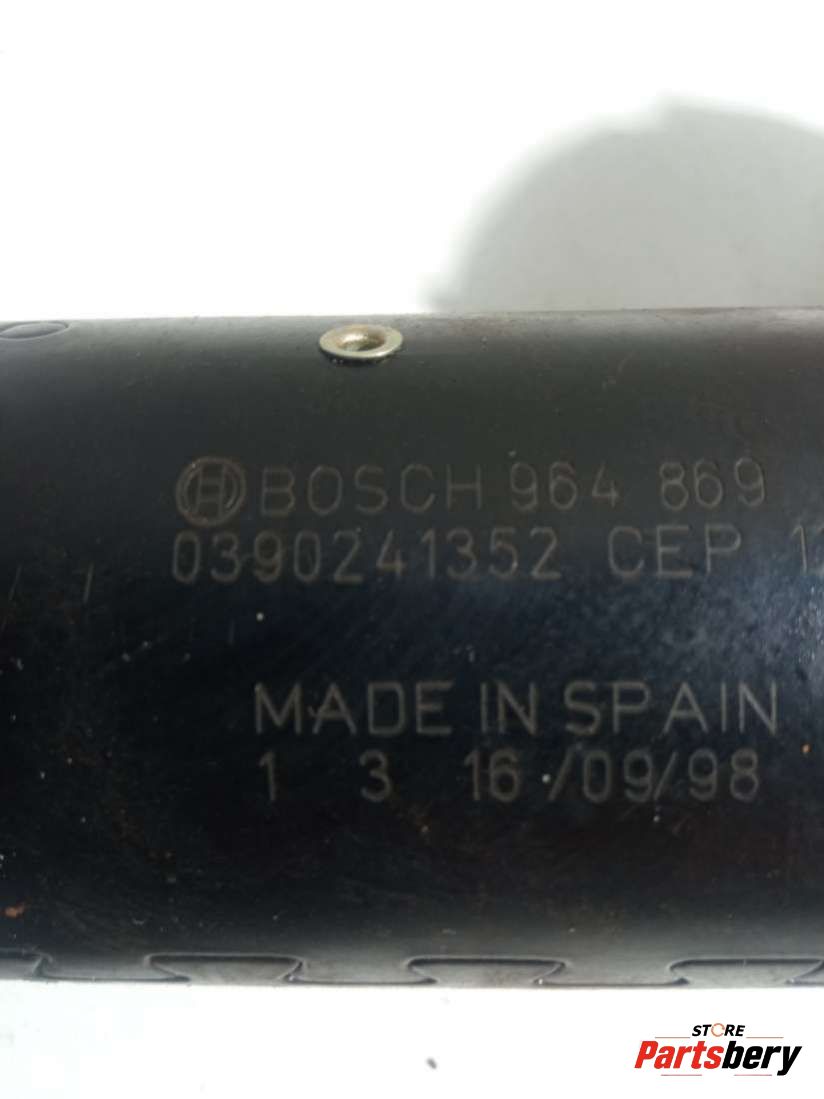 BOSCH 964 869
0390241352 CEP
MADE IN SPAIN
1 3 16/09/98
STORE
Partsbery